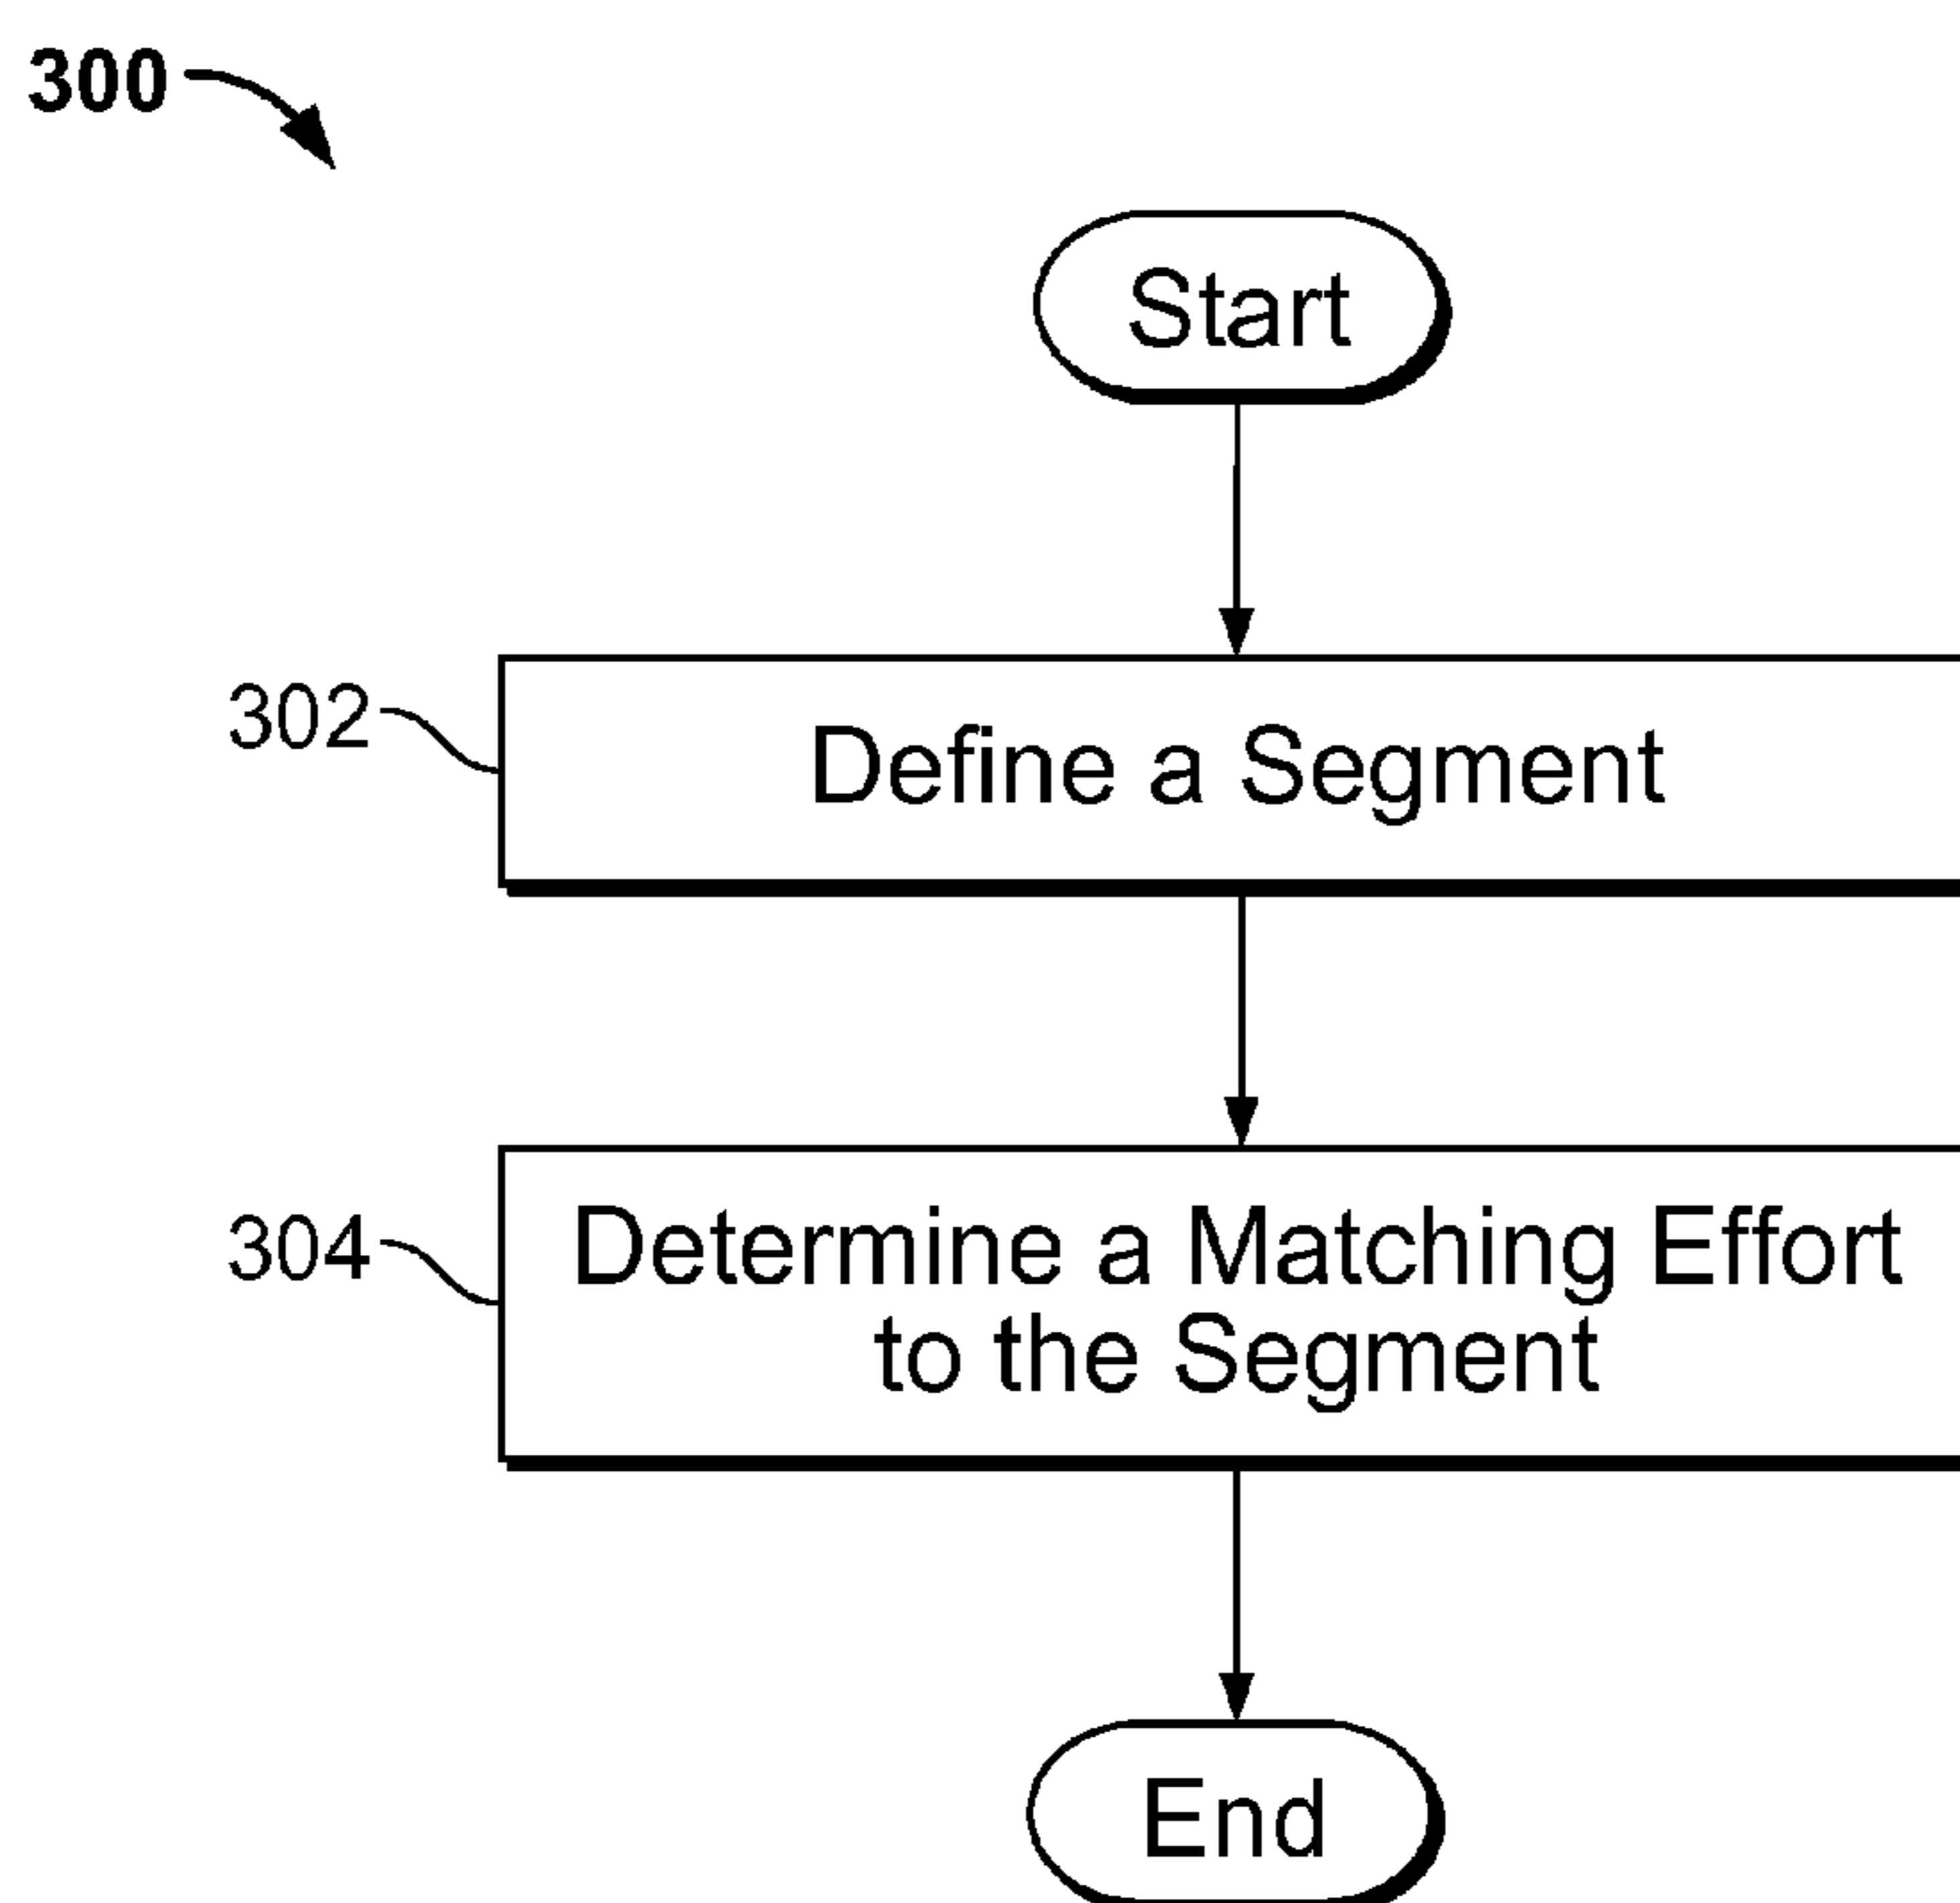 300
Start
302
Define a Segment
304
Determine a Matching Effort
to the Segment
End